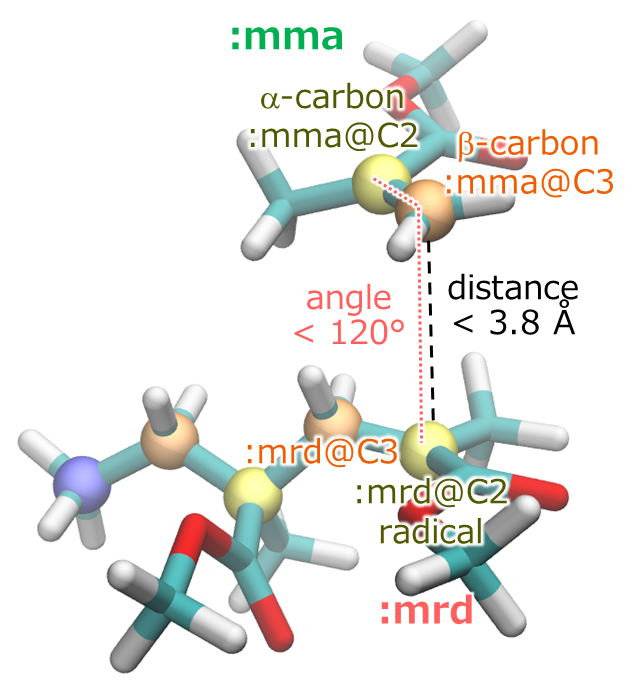 :mma
α-carbon
:mma@C2
β-carbon
:mma@C3
angle
< 120°
distance
< 3.8 Å
:mrd@C3
:mrd@C2
radical
:mrd